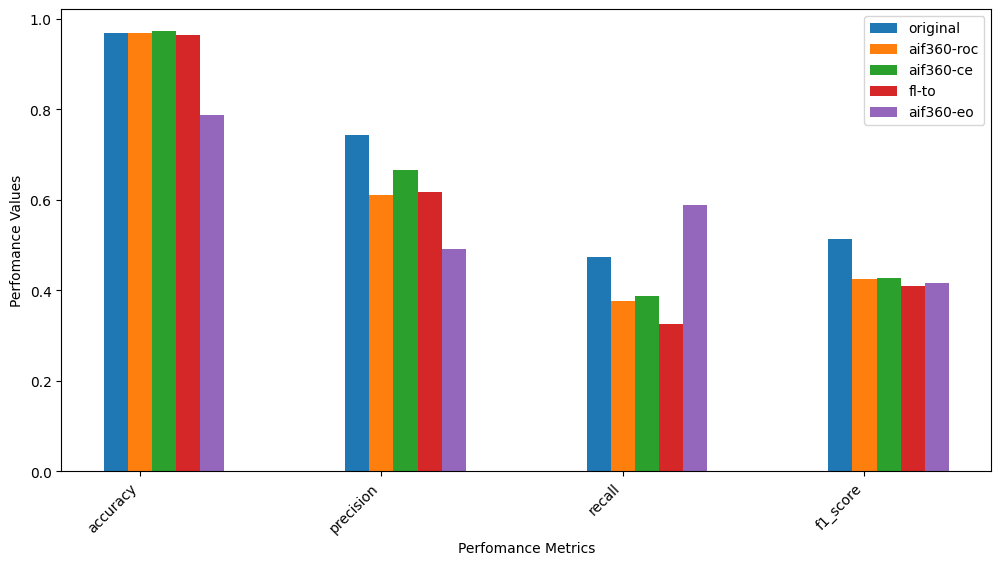 1.0
0.8
0.6
0.4
0.2
0.0
Perfomance Values
original
aif360-roc
aif360-ce
fl-to
aif360-eo
accuracy
precision
recall
f1_score
Perfomance Metrics